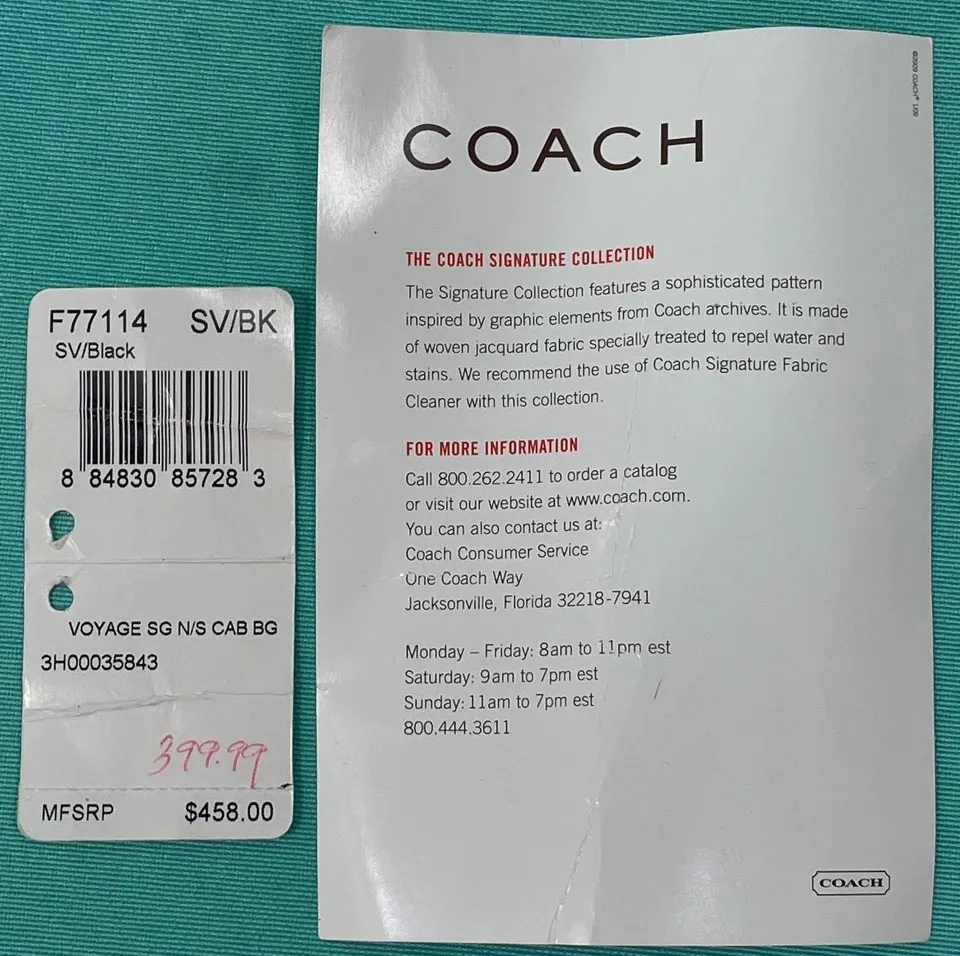 F77114 SV/BK
SV/Black
8 84830 85728 3
VOYAGE SG N/S CAB BG
3H00035843
399.99
MFSRP $458.00
COACH
THE COACH SIGNATURE COLLECTION
The Signature Collection features a sophisticated pattern
inspired by graphic elements from Coach archives. It is made
of woven jacquard fabric specially treated to repel water and
stains. We recommend the use of Coach Signature Fabric
Cleaner with this collection.
FOR MORE INFORMATION
Call 800.262.2411 to order a catalog
or visit our website at www.coach.com.
You can also contact us at:
Coach Consumer Service
One Coach Way
Jacksonville, Florida 32218-7941
Monday – Friday: 8am to 11pm est
Saturday: 9am to 7pm est
Sunday: 11am to 7pm est
800.444.3611
COACH